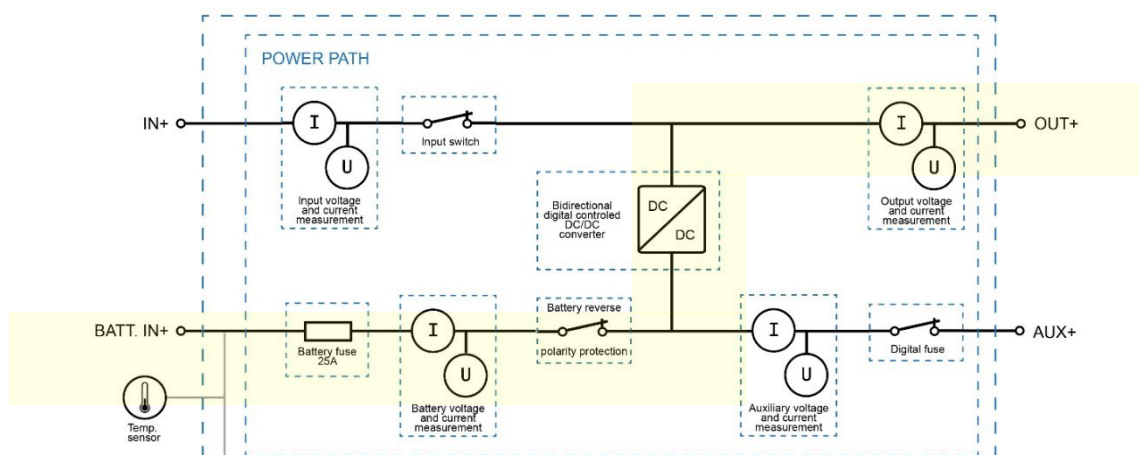 POWER PATH
IN+
I
U
Input voltage
and current
measurement
Input switch
Bidirectional
digital controled
DC/DC
converter
DC
DC
I
U
Output voltage
and current
measurement
OUT+
BATT. IN+
Battery fuse
25A
I
U
Battery voltage
and current
measurement
Battery reverse
polarity protection
I
U
Auxiliary voltage
and current
measurement
Digital fuse
AUX+
Temp.
sensor